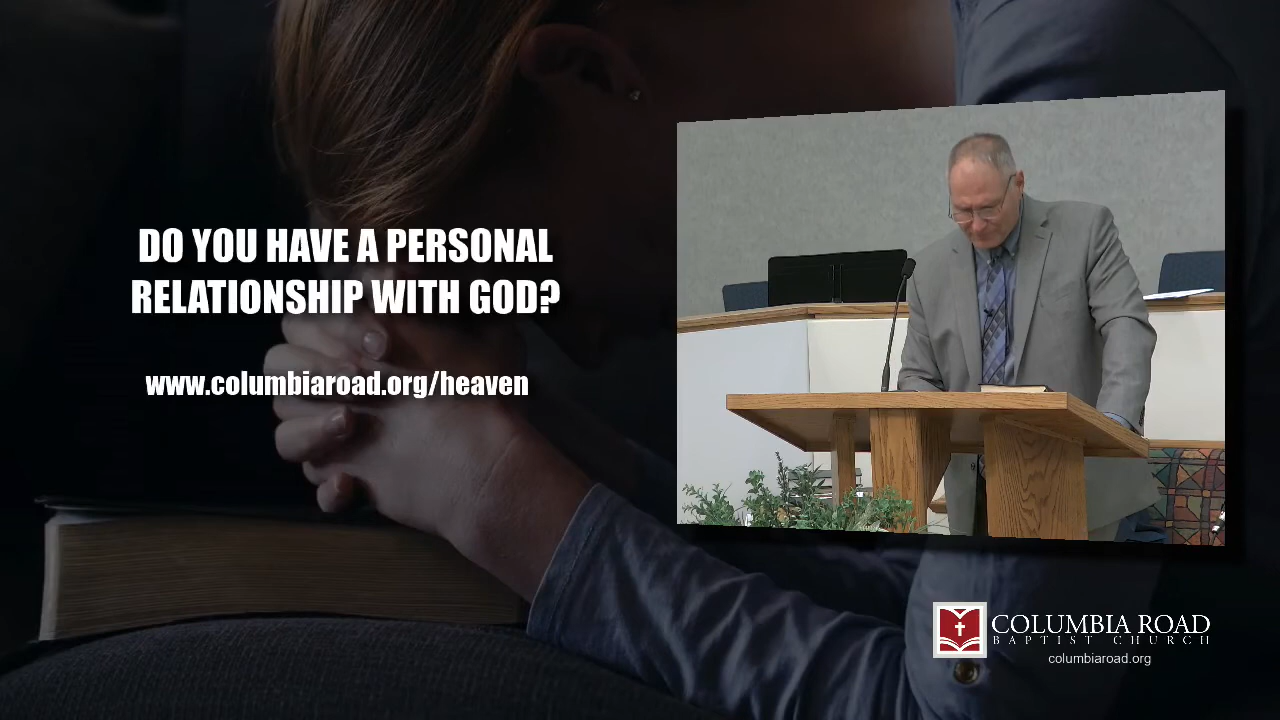 DO YOU HAVE A PERSONAL
RELATIONSHIP WITH GOD?
www.columbiaroad.org/heaven
COLUMBIA ROAD
BAPTIST CHURCH
columbiaroad.org